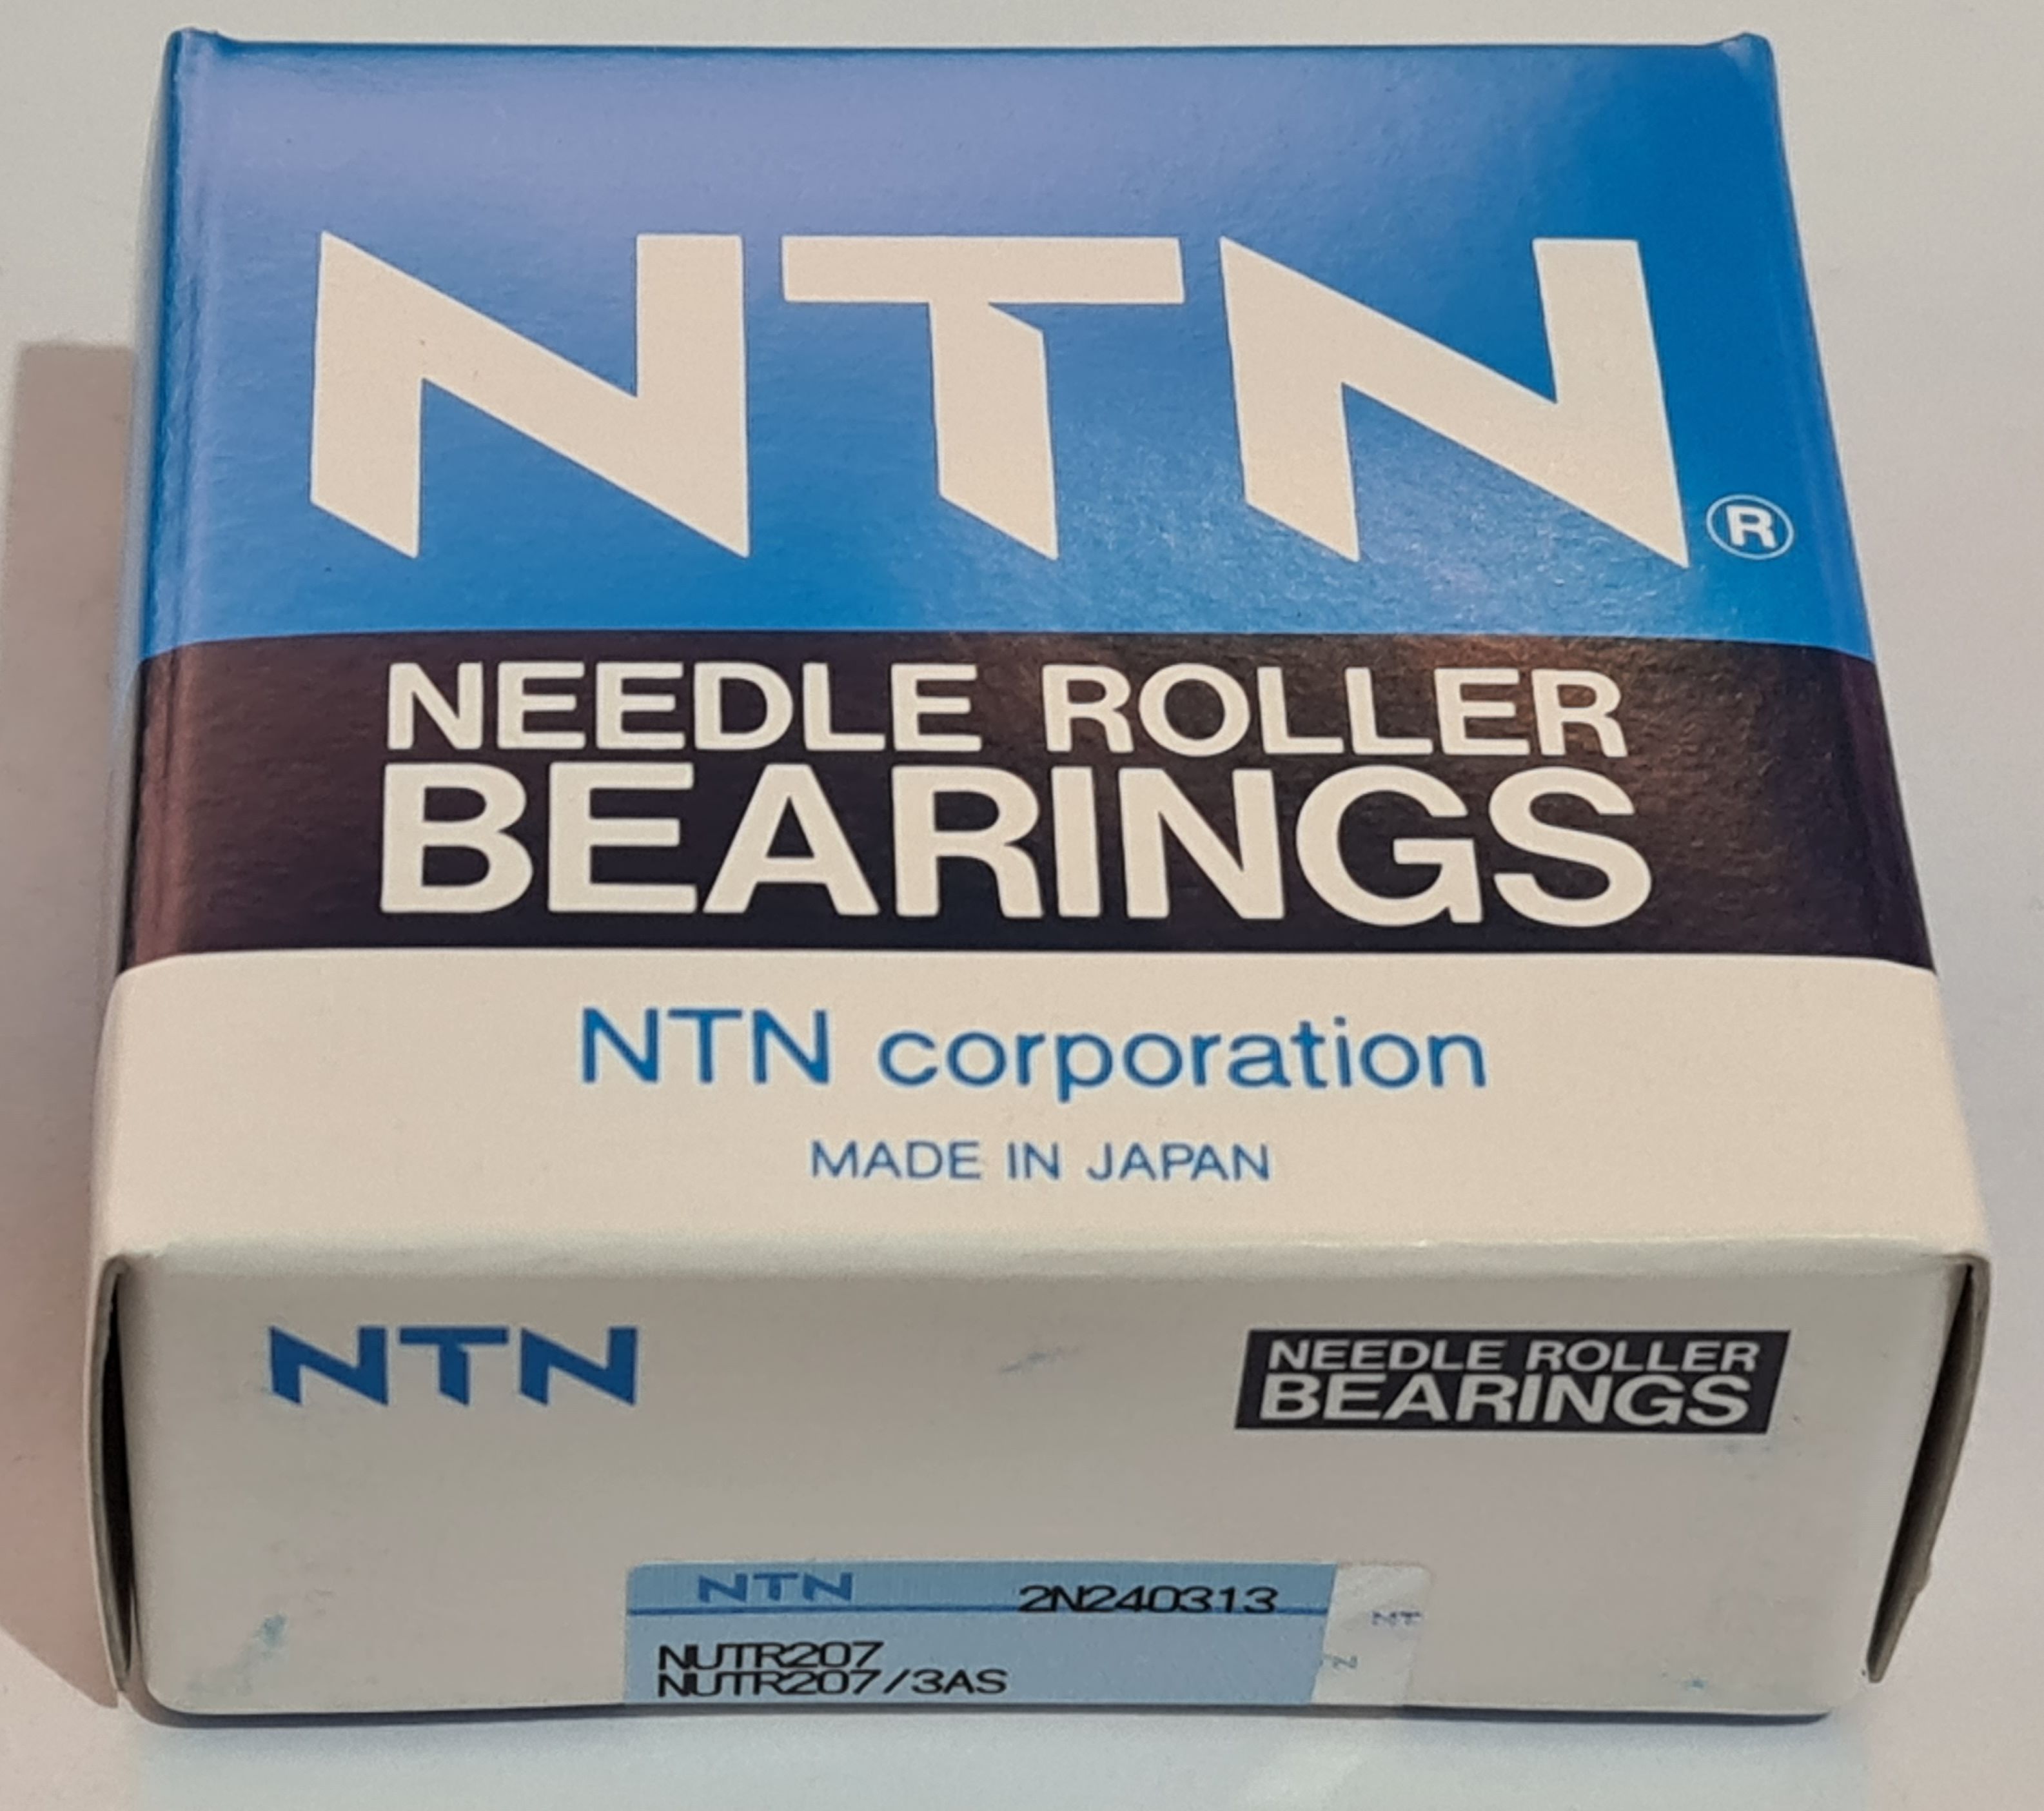 NTN®
NEEDLE ROLLER
BEARINGS
NTN corporation
MADE IN JAPAN
NTN
NEEDLE ROLLER
BEARINGS
NTN 2N240313
NUTR207
NUTR207/3AS